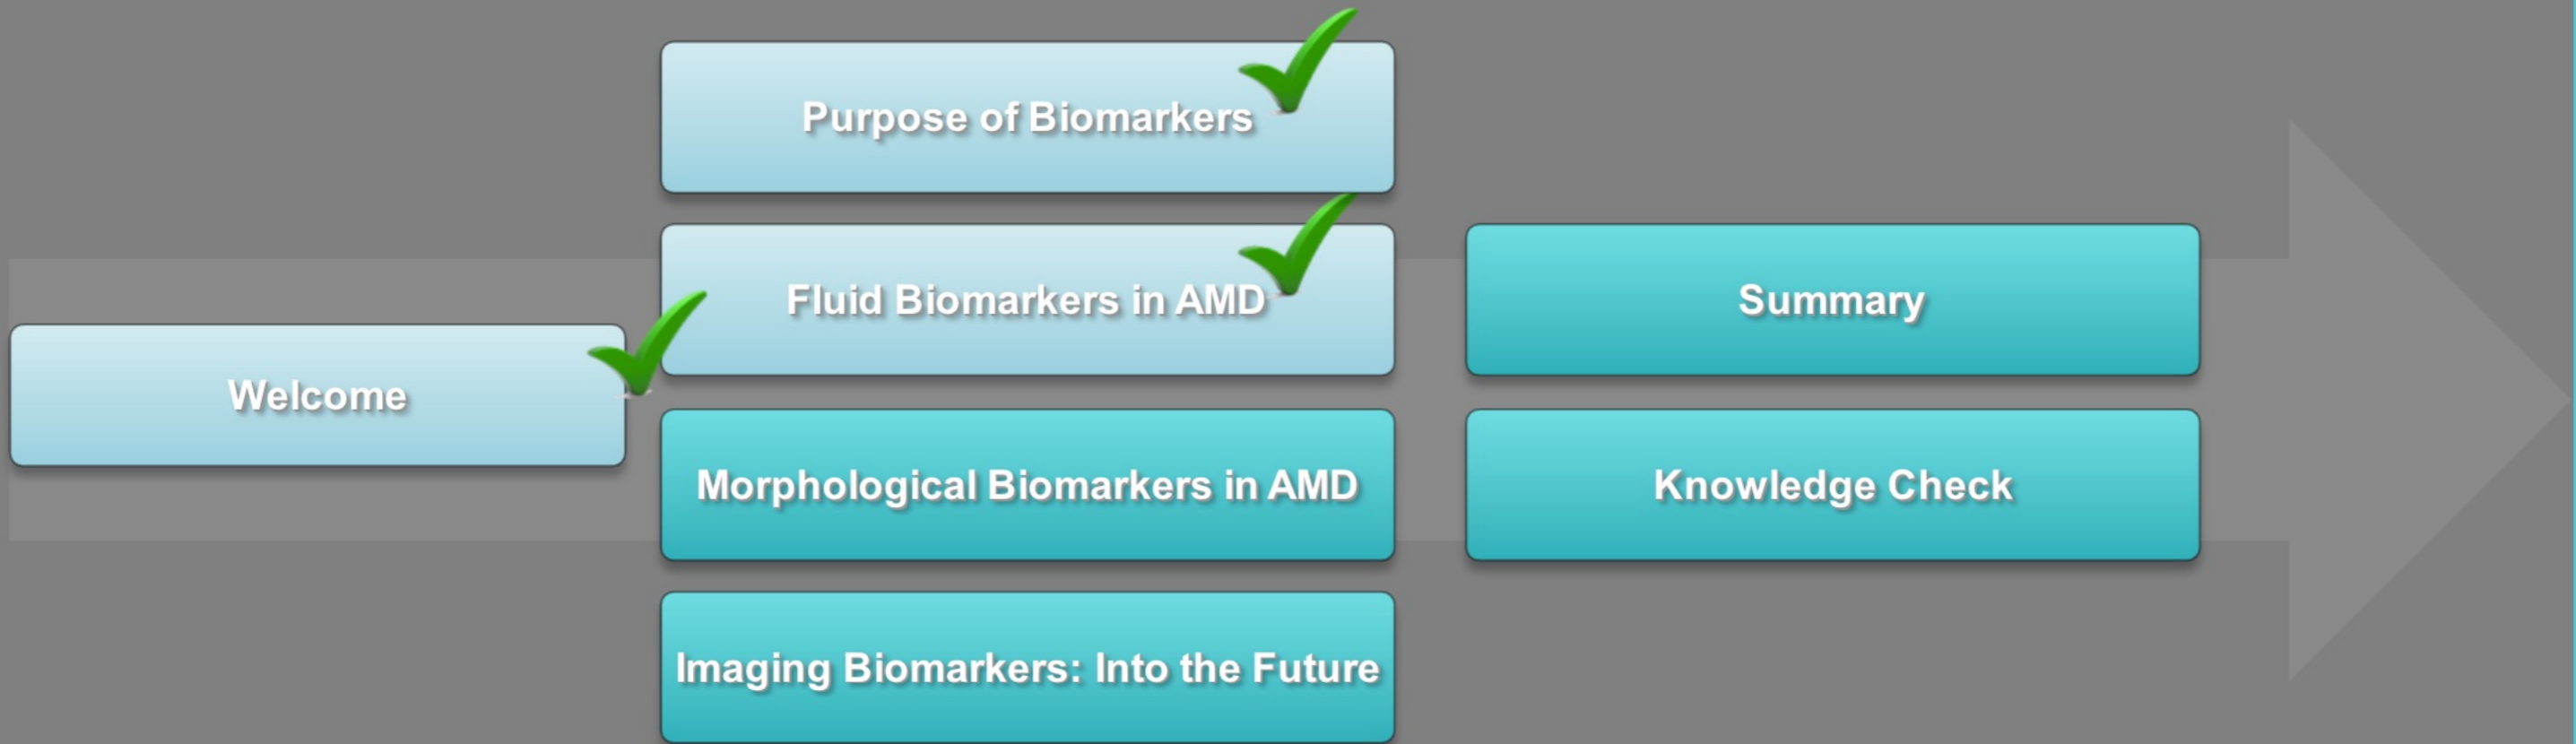 Welcome
Purpose of Biomarkers
Fluid Biomarkers in AMD
Morphological Biomarkers in AMD
Imaging Biomarkers: Into the Future
Summary
Knowledge Check